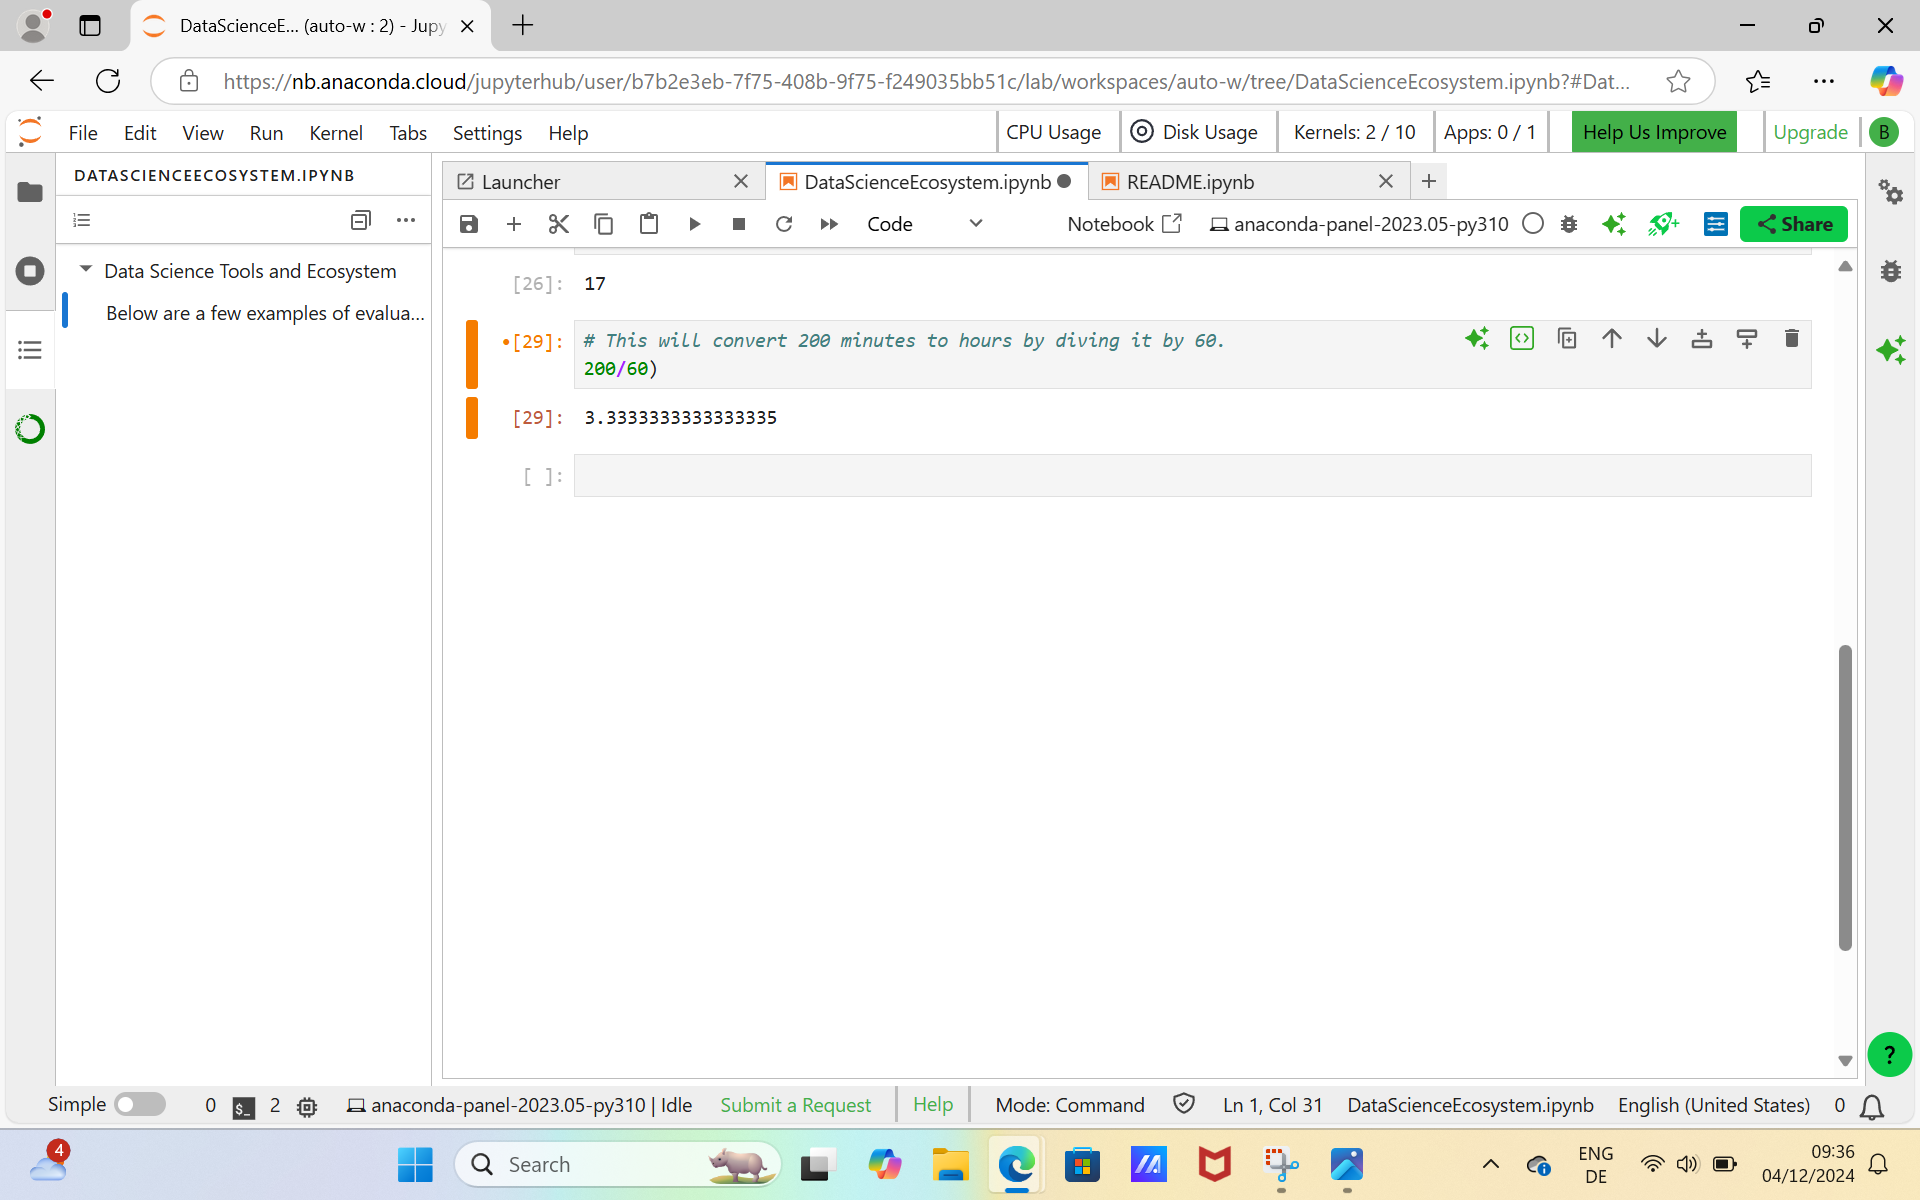 DataScienceE... (auto-w : 2) - Jupy
https://nb.anaconda.cloud/jupyterhub/user/b7b2e3eb-7f75-408b-9f75-f249035bb51c/lab/workspaces/auto-w/tree/DataScienceEcosystem.ipynb?#Dat...
File Edit View Run Kernel Tabs Settings Help CPU Usage Disk Usage Kernels: 2 / 10 Apps: 0 / 1 Help Us Improve Upgrade B
DATASCIENCEECOSYSTEM.IPYNB
Launcher DataScienceEcosystem.ipynb README.ipynb
Code Notebook anaconda-panel-2023.05-py310 Share
Data Science Tools and Ecosystem
Below are a few examples of evalua...
[26]: 17
[29]: # This will convert 200 minutes to hours by diving it by 60.
200/60)
[29]: 3.3333333333333335
[ ]:
?
Simple 0 $_ 2 anaconda-panel-2023.05-py310 | Idle Submit a Request Help Mode: Command Ln 1, Col 31 DataScienceEcosystem.ipynb English (United States) 0
4 Search ENG 09:36
DE 04/12/2024